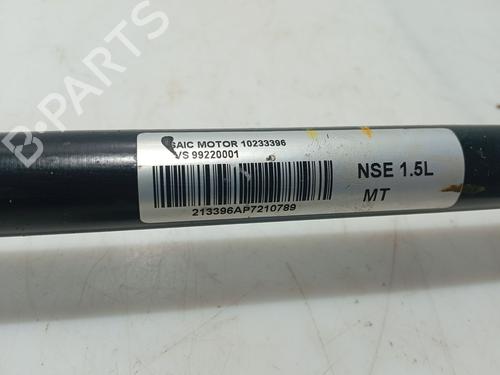 SAIC MOTOR 10233396
VS 99220001
213396AP7210789
NSE 1.5L
MT
B-PARTS